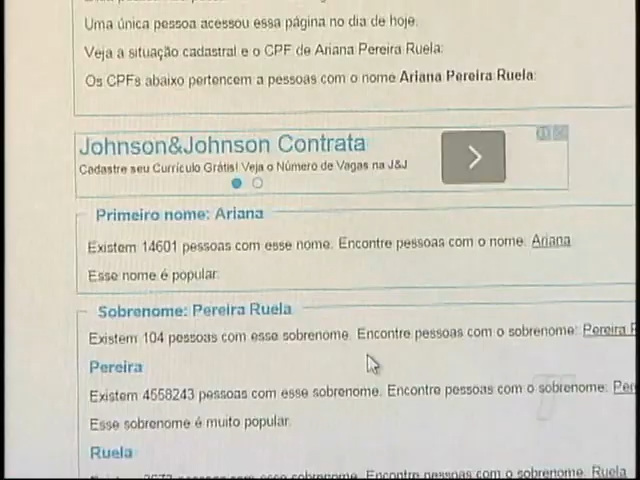 Uma única pessoa acessou essa página no dia de hoje.
Veja a situação cadastral e o CPF de Ariana Pereira Ruela:
Os CPFs abaixo pertencem a pessoas com o nome Ariana Pereira Ruela:
Johnson&Johnson Contrata
Cadastre seu Currículo Grátis! Veja o Número de Vagas na J&J
Primeiro nome: Ariana
Existem 14601 pessoas com esse nome. Encontre pessoas com o nome: Ariana
Esse nome é popular.
Sobrenome: Pereira Ruela
Existem 104 pessoas com esse sobrenome. Encontre pessoas com o sobrenome: Pereira
Pereira
Existem 4558243 pessoas com esse sobrenome. Encontre pessoas com o sobrenome: Per
Esse sobrenome é muito popular.
Ruela
pessoas com esse sobrenome. Encontre pessoas com o sobrenome: Ruela